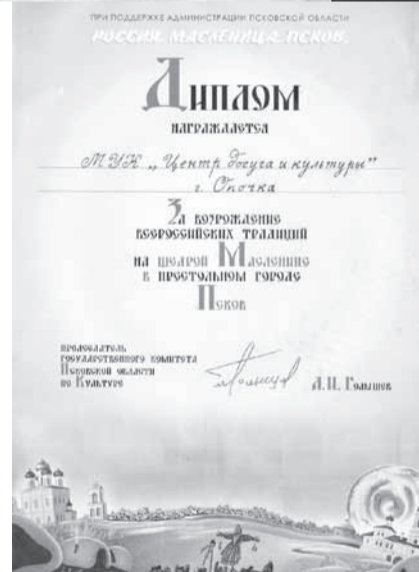 ПРИ ПОДДЕРЖКЕ АДМИНИСТРАЦИИ ПСКОВСКОЙ ОБЛАСТИ
РОССИЯ. МАСЛЕНИЦА. ПСКОВ.
ДИПЛОМ
НАГРАЖДАЕТСЯ
МУК „Центр досуга и культуры"
г. Опочка
ЗА ВОЗРОЖДЕНИЕ
ВСЕРОССИЙСКИХ ТРАДИЦИЙ
НА ЩЕДРОЙ МАСЛЕНИЦЕ
В ПРЕСТОЛЬНОМ ГОРОДЕ
ПСКОВ
ПРЕДСЕДАТЕЛЬ
ГОСУДАРСТВЕННОГО КОМИТЕТА
ПСКОВСКОЙ ОБЛАСТИ
ПО КУЛЬТУРЕ
А.И. ГОЛЫШЕВ